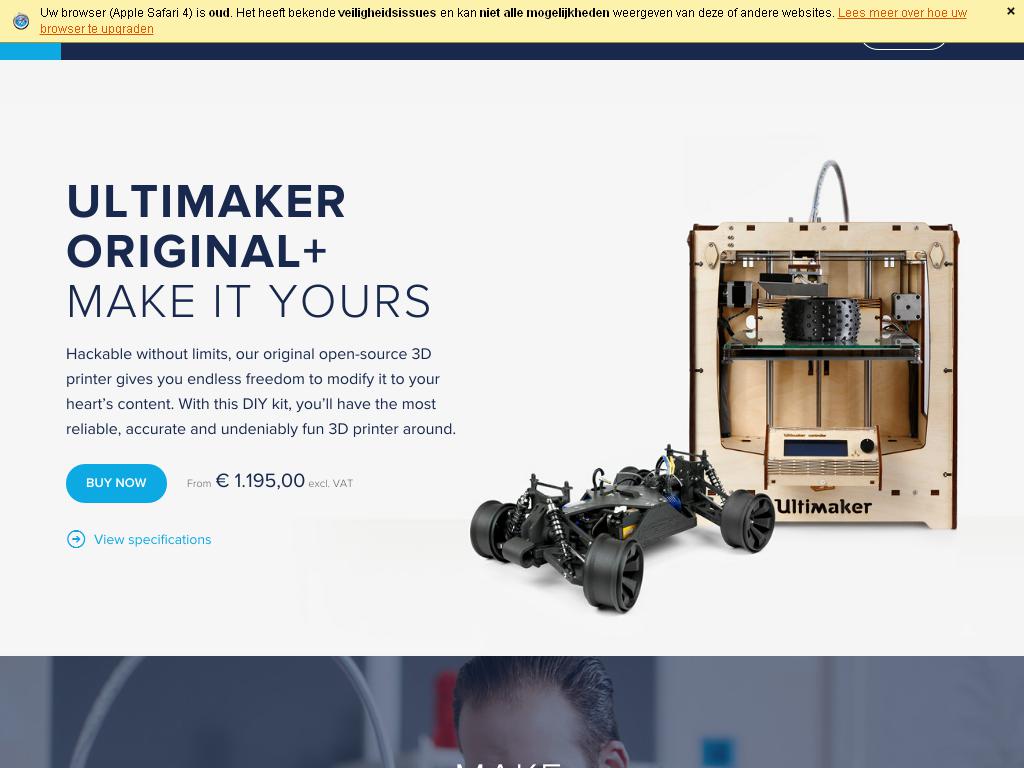 Uw browser (Apple Safari 4) is oud. Het heeft bekende veiligheidsissues en kan niet alle mogelijkheden weergeven van deze of andere websites. Lees meer over hoe uw
browser te upgraden
×
ULTIMAKER
ORIGINAL+
MAKE IT YOURS
Hackable without limits, our original open-source 3D
printer gives you endless freedom to modify it to your
heart’s content. With this DIY kit, you’ll have the most
reliable, accurate and undeniably fun 3D printer around.
BUY NOW
From € 1.195,00 excl. VAT
View specifications
Ultimaker controller
Ultimaker
MAKE